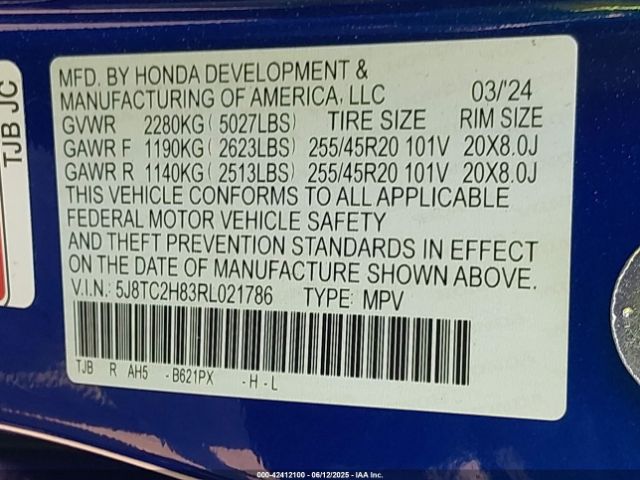 TJB JC
MFD. BY HONDA DEVELOPMENT &
MANUFACTURING OF AMERICA, LLC 03/'24
GVWR 2280KG ( 5027LBS) TIRE SIZE RIM SIZE
GAWR F 1190KG ( 2623LBS) 255/45R20 101V 20X8.0J
GAWR R 1140KG ( 2513LBS) 255/45R20 101V 20X8.0J
THIS VEHICLE CONFORMS TO ALL APPLICABLE
FEDERAL MOTOR VEHICLE SAFETY
AND THEFT PREVENTION STANDARDS IN EFFECT
ON THE DATE OF MANUFACTURE SHOWN ABOVE.
V.I.N.: 5J8TC2H83RL021786 TYPE: MPV
TJB R AH5 - B621PX - H - L
000-42412100 - 06/12/2025 - IAA Inc.